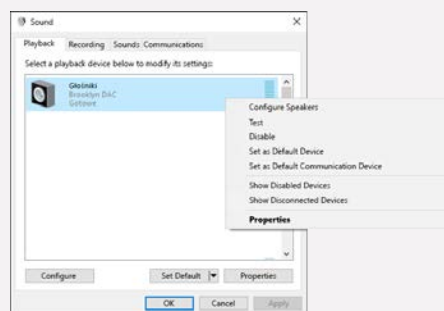 Sound
Playback Recording Sounds Communications
Select a playback device below to modify its settings:
Głośniki
Brooklyn DAC
Gotowe
Configure Speakers
Test
Disable
Set as Default Device
Set as Default Communication Device
Show Disabled Devices
Show Disconnected Devices
Properties
Configure Set Default Properties
OK Cancel Apply